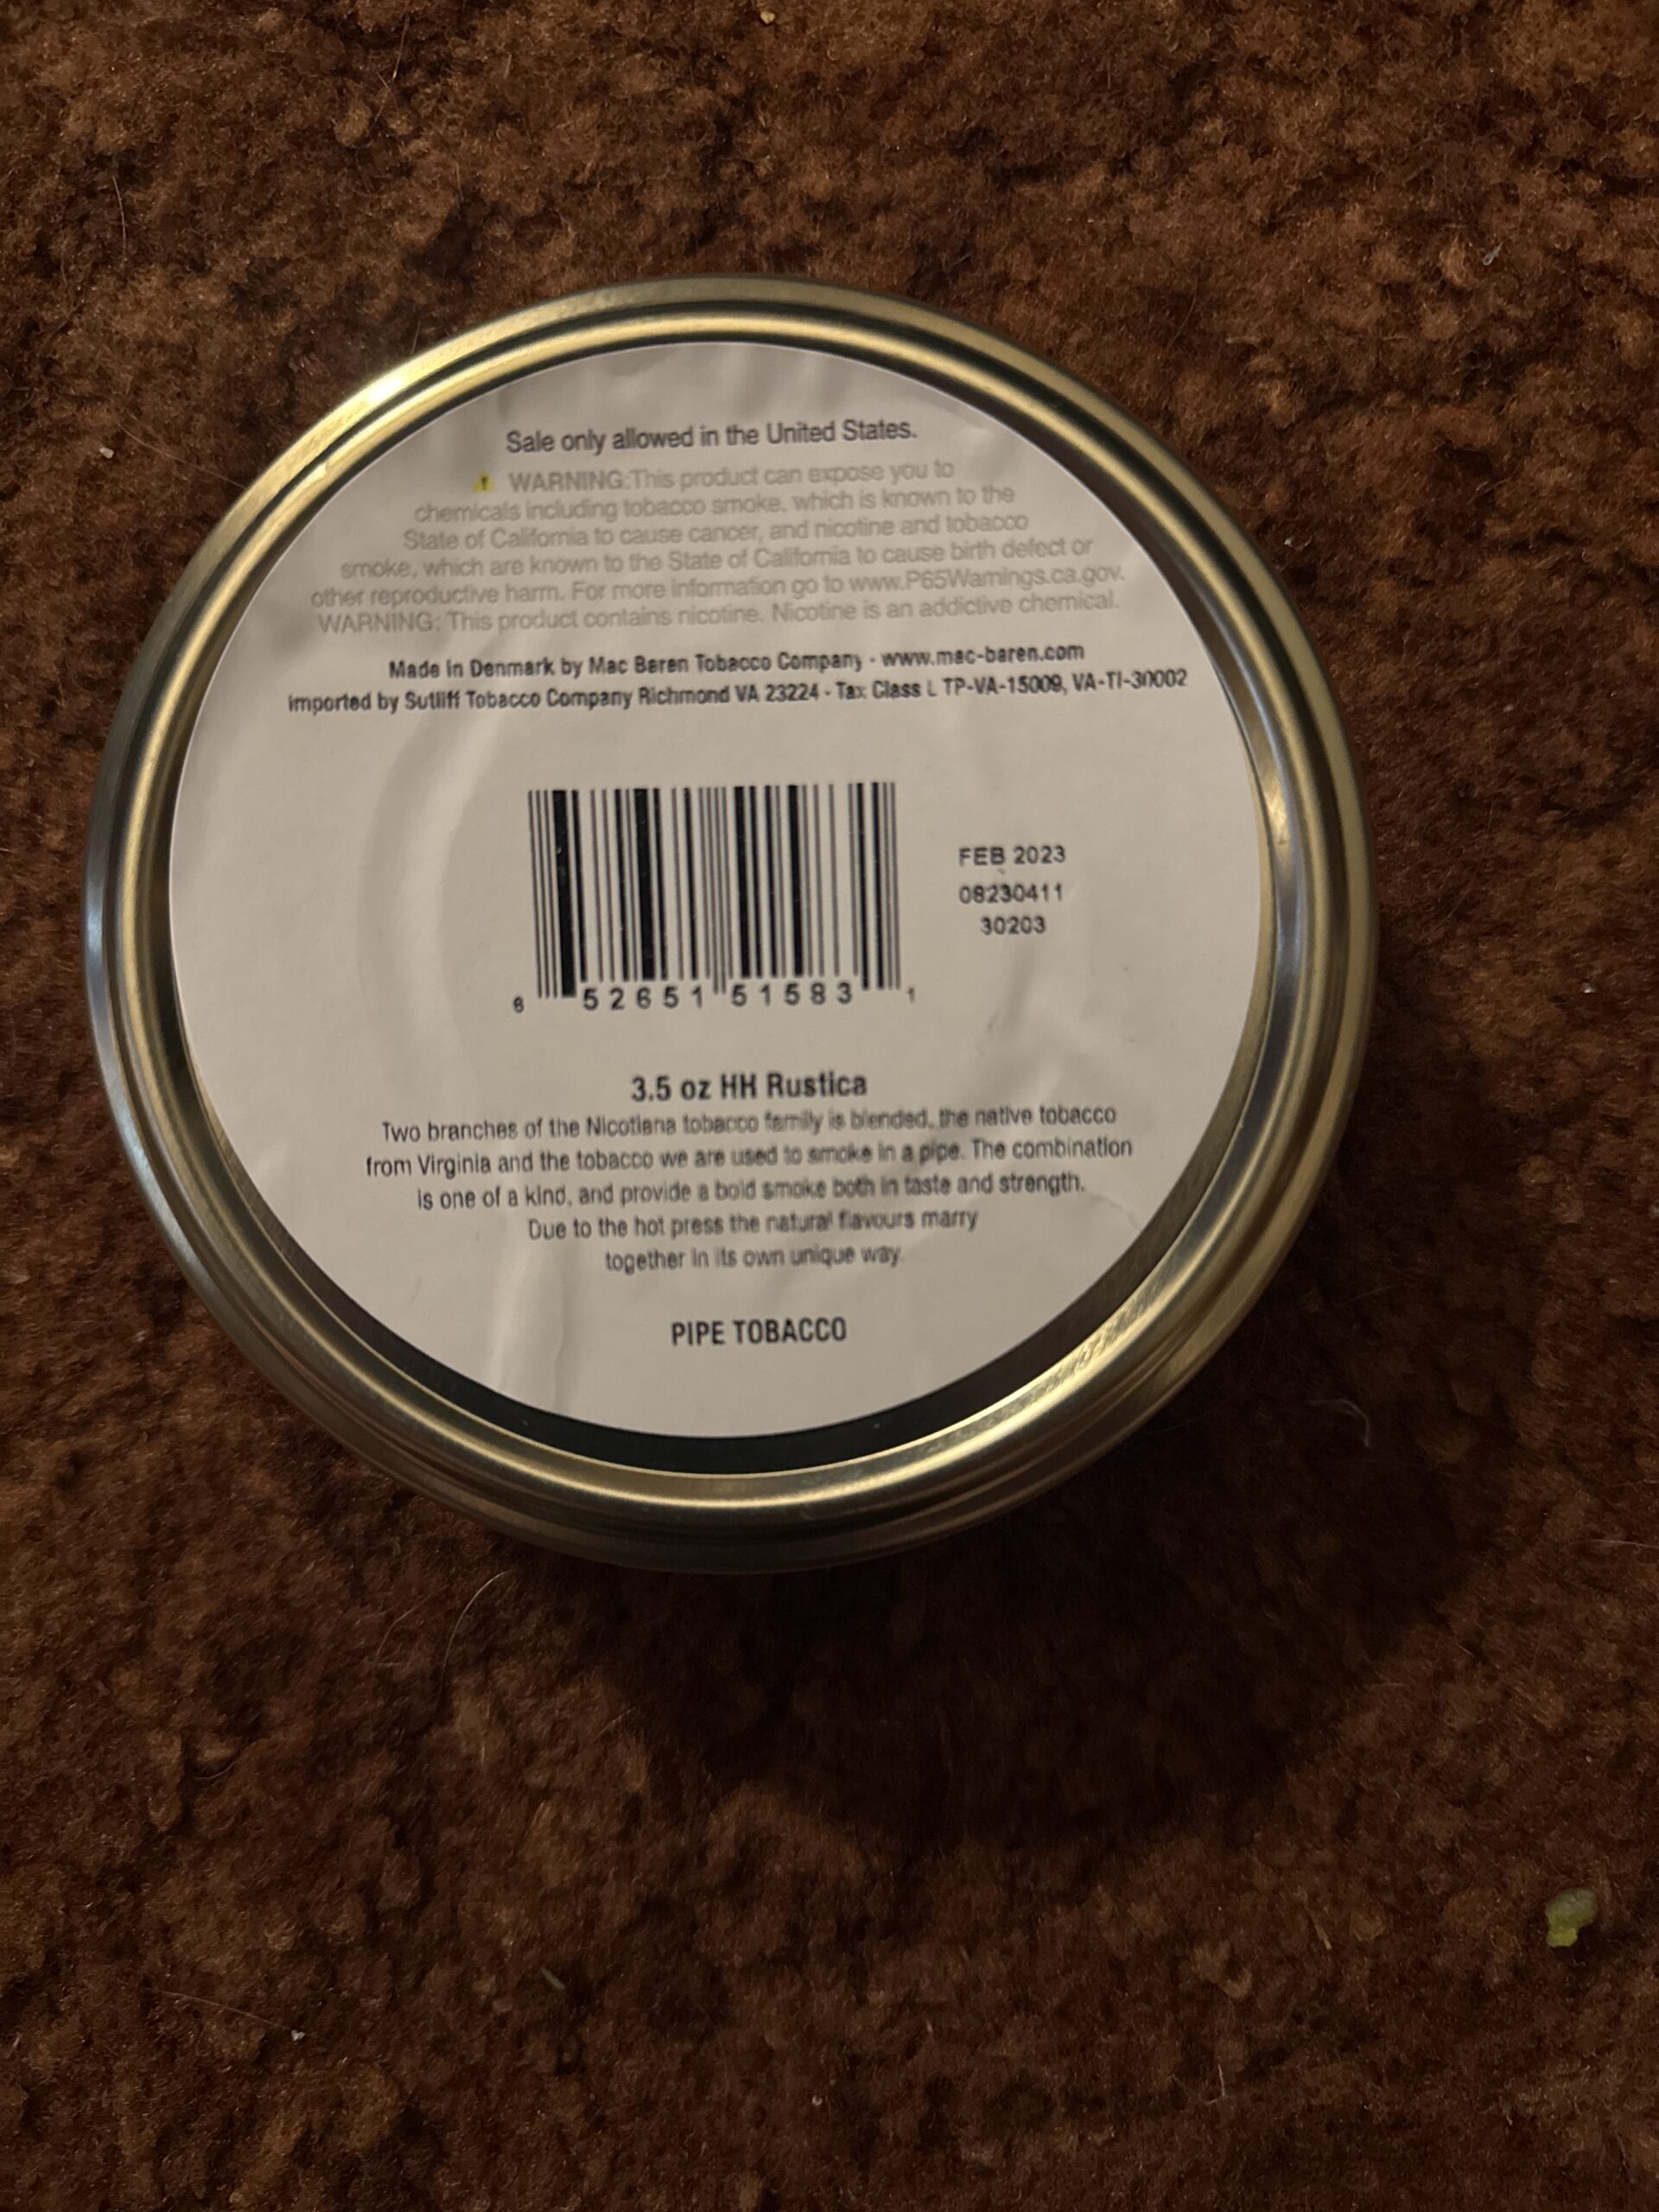 Sale only allowed in the United States.
WARNING:This product can expose you to
chemicals including tobacco smoke, which is known to the
State of California to cause cancer, and nicotine and tobacco
smoke, which are known to the State of California to cause birth defect or
other reproductive harm. For more information go to www.P65Warnings.ca.gov.
WARNING: This product contains nicotine. Nicotine is an addictive chemical.
Made in Denmark by Mac Baren Tobacco Company - www.mac-baren.com
imported by Sutliff Tobacco Company Richmond VA 23224 - Tax Class L TP-VA-15009, VA-TI-30002
FEB 2023
08230411
30203
6 52651 51583 1
3.5 oz HH Rustica
Two branches of the Nicotiana tobacco family is blended, the native tobacco
from Virginia and the tobacco we are used to smoke in a pipe. The combination
is one of a kind, and provide a bold smoke both in taste and strength.
Due to the hot press the natural flavours marry
together in its own unique way.
PIPE TOBACCO